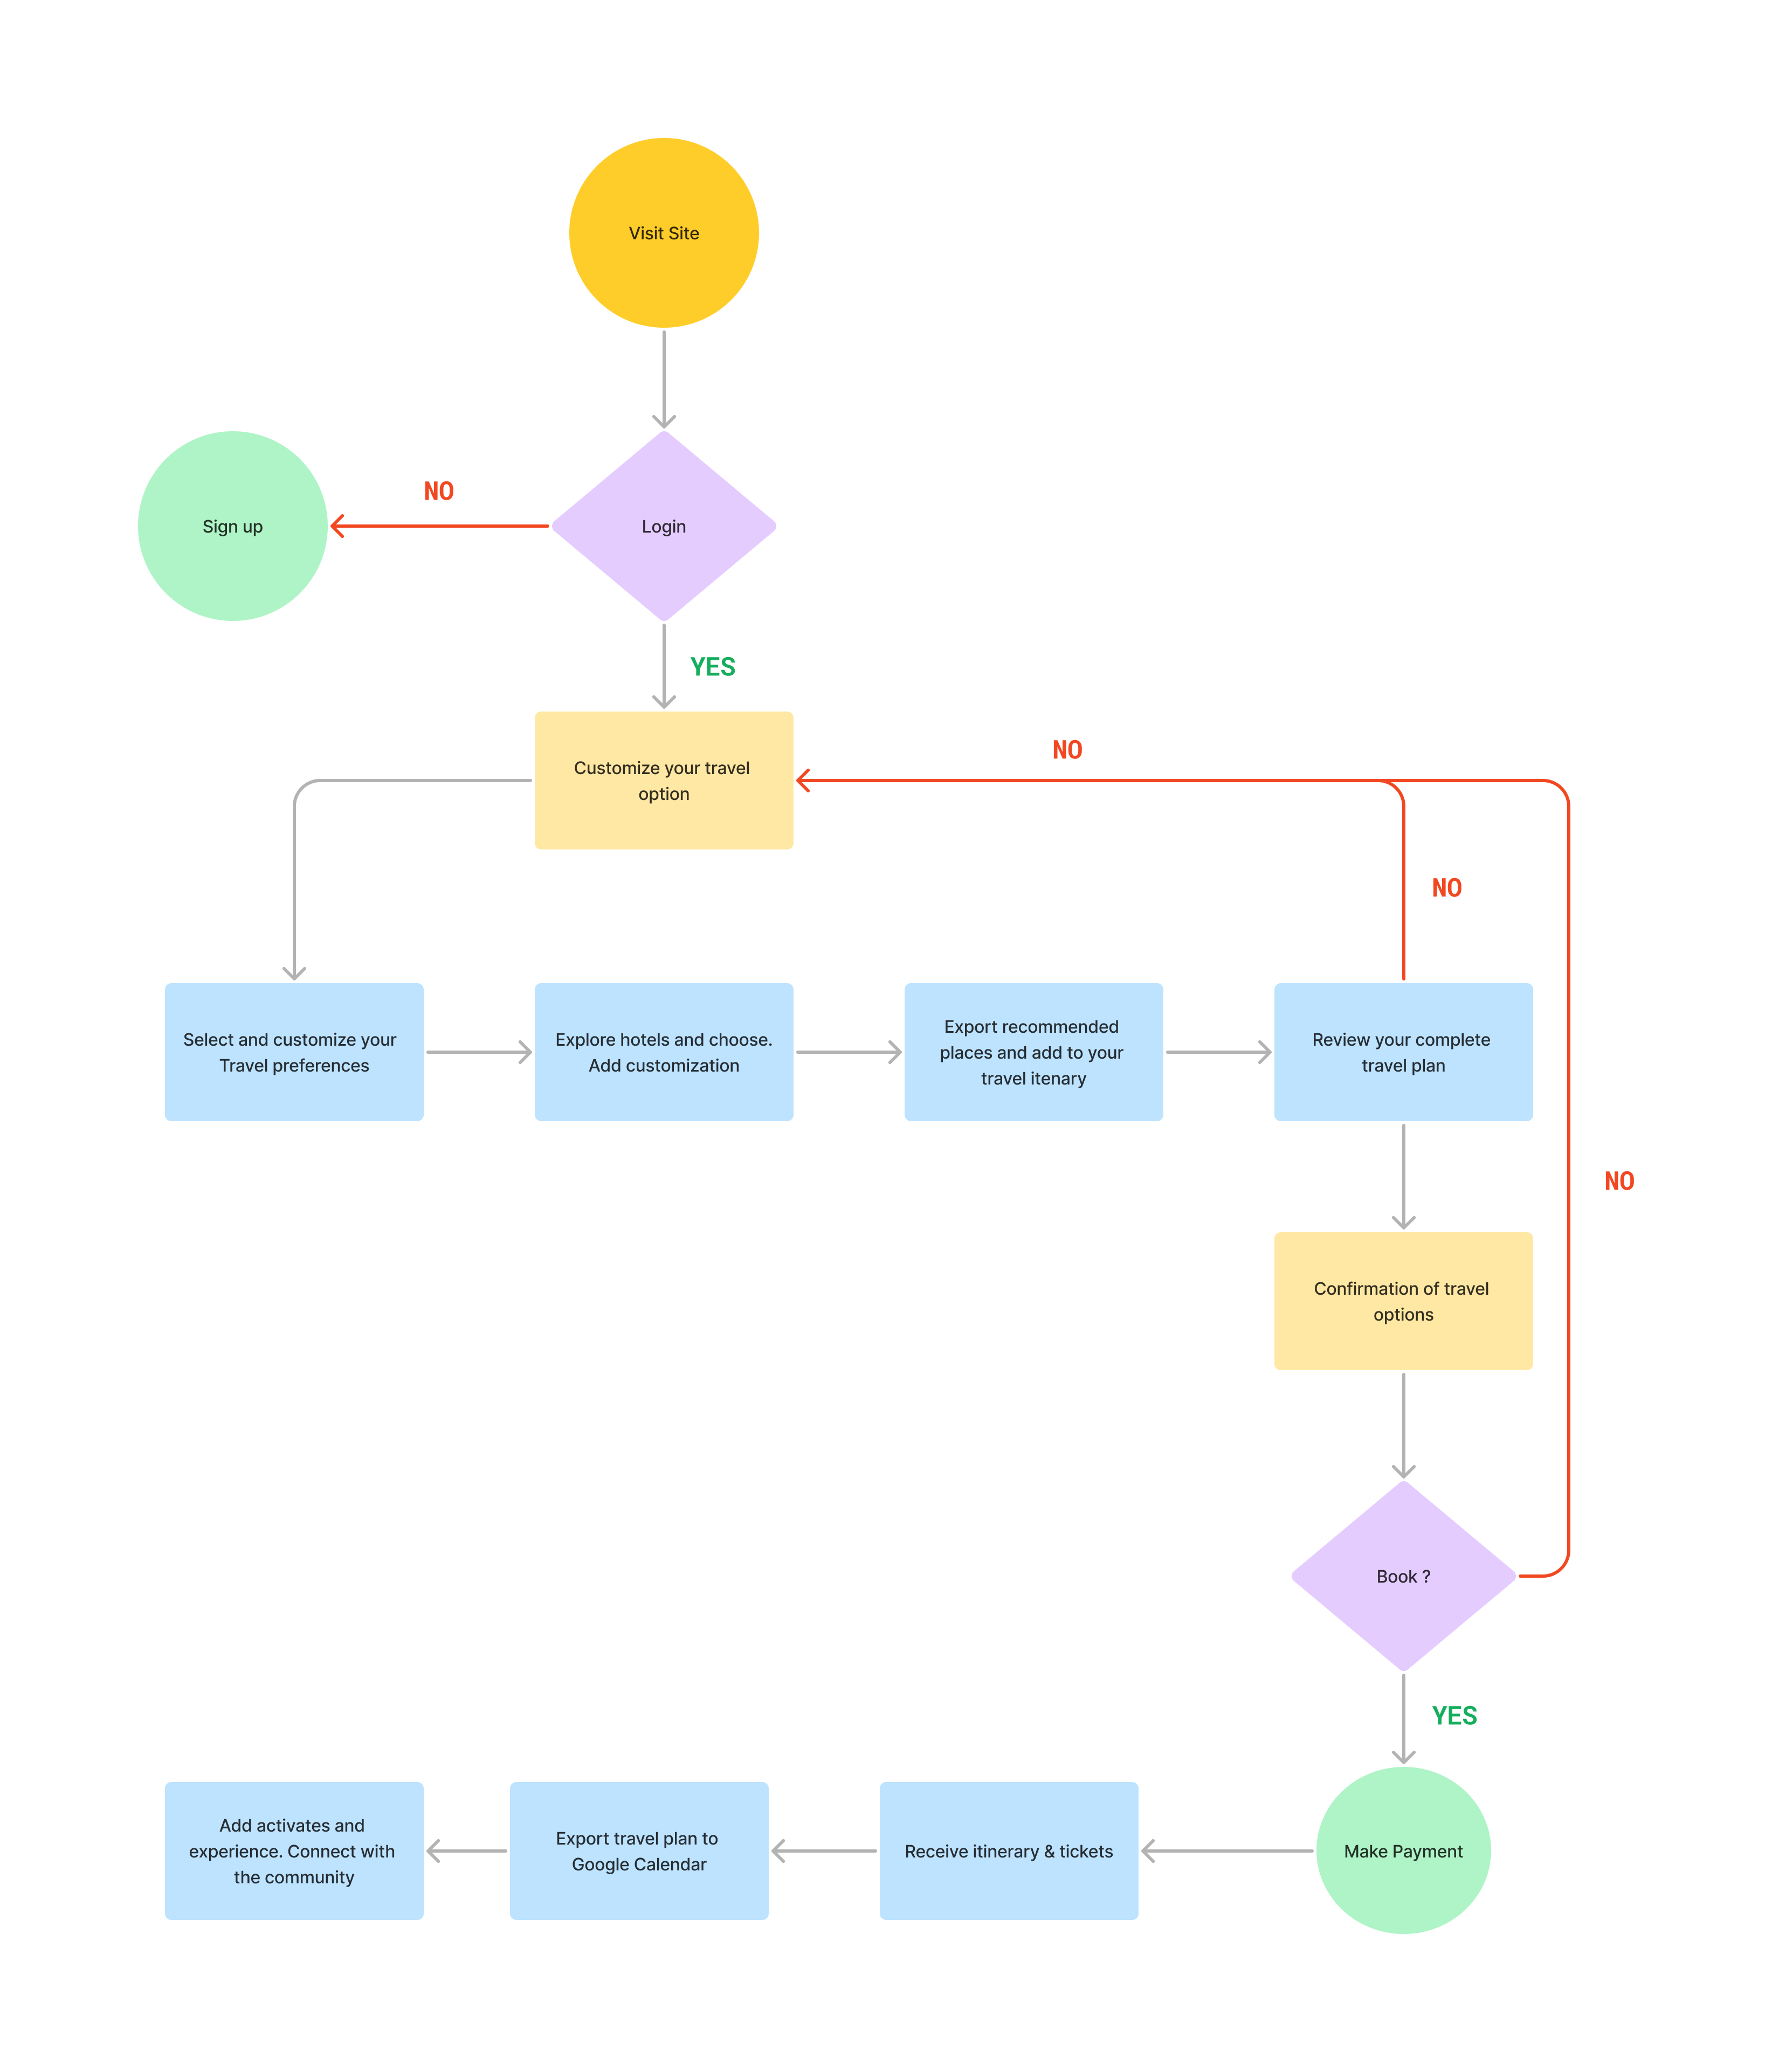 Visit Site
NO
Sign up
Login
YES
NO
Customize your travel
option
NO
Select and customize your
Travel preferences
Explore hotels and choose.
Add customization
Export recommended
places and add to your
travel itenary
Review your complete
travel plan
NO
Confirmation of travel
options
Book ?
YES
Add activates and
experience. Connect with
the community
Export travel plan to
Google Calendar
Receive itinerary & tickets
Make Payment